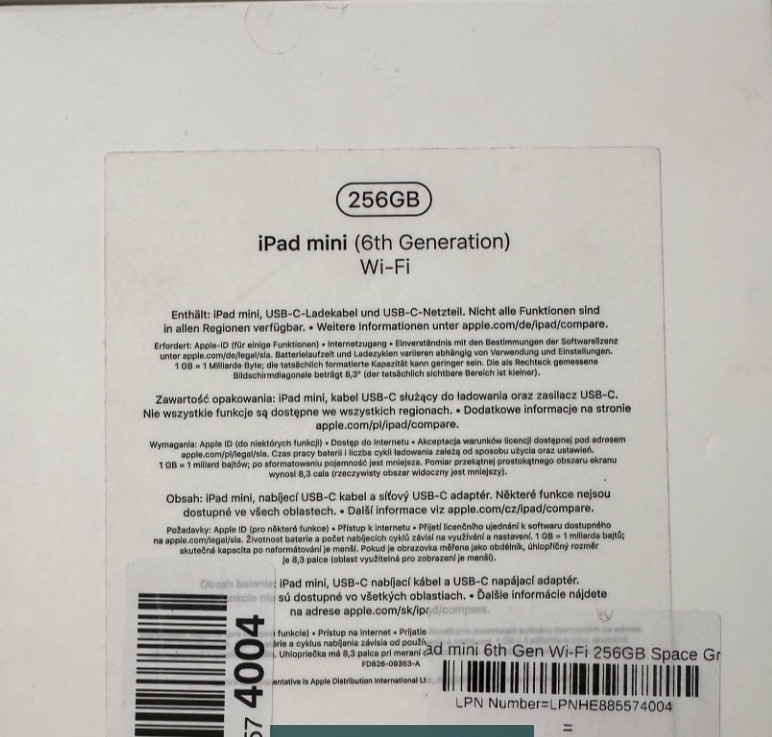 256GB
iPad mini (6th Generation)
Wi-Fi
Enthält: iPad mini, USB-C-Ladekabel und USB-C-Netzteil. Nicht alle Funktionen sind
in allen Regionen verfügbar. • Weitere Informationen unter apple.com/de/ipad/compare.
Erfordert: Apple-ID (für einige Funktionen) • Internetzugang • Einverständnis mit den Bestimmungen der Softwarelizenz
unter apple.com/de/legal/sla. Batterielaufzeit und Ladezyklen variieren abhängig von Verwendung und Einstellungen.
1 GB = 1 Milliarde Byte; die tatsächlich formatierte Kapazität kann geringer sein. Die als Rechteck gemessene
Bildschirmdiagonale beträgt 8,3" (der tatsächlich sichtbare Bereich ist kleiner).
Zawartość opakowania: iPad mini, kabel USB-C służący do ładowania oraz zasilacz USB-C.
Nie wszystkie funkcje są dostępne we wszystkich regionach. • Dodatkowe informacje na stronie
apple.com/pl/ipad/compare.
Wymagania: Apple ID (do niektórych funkcji) • Dostęp do Internetu • Akceptacja warunków licencji dostępnej pod adresem
apple.com/pl/legal/sla. Czas pracy baterii i liczba cykli ładowania zależą od sposobu użycia oraz ustawień.
1 GB = 1 miliard bajtów; po sformatowaniu pojemność jest mniejsza. Pomiar przekątnej prostokątnego obszaru ekranu
wynosi 8,3 cala (rzeczywisty obszar widoczny jest mniejszy).
Obsah: iPad mini, nabíjecí USB-C kabel a síťový USB-C adaptér. Některé funkce nejsou
dostupné ve všech oblastech. • Další informace viz apple.com/cz/ipad/compare.
Požadavky: Apple ID (pro některé funkce) • Přístup k internetu • Přijetí licenčního ujednání k softwaru dostupného
na apple.com/legal/sla. Životnost baterie a počet nabíjecích cyklů závisí na využívání a nastavení. 1 GB = 1 miliarda bajtů;
skutečná kapacita po naformátování je menší. Pokud je obrazovka měřena jako obdélník, úhlopříčný rozměr
je 8,3 palce (oblast využitelné pro zobrazení je menší).
Obsah balenia: iPad mini, USB-C nabíjací kábel a USB-C napájací adaptér.
funkcie nie sú dostupné vo všetkých oblastiach. • Ďalšie informácie nájdete
na adrese apple.com/sk/ipad/compare.
funkcie) • Prístup na internet • Prijatie
érie a cyklus nabíjania závisia od použív
. Uhlopriečka má 8,3 palce pri meraní
FD826-00363-A
entative is Apple Distribution International
ad mini 6th Gen Wi-Fi 256GB Space Gr
LPN Number=LPNHE885574004
57 4004
=